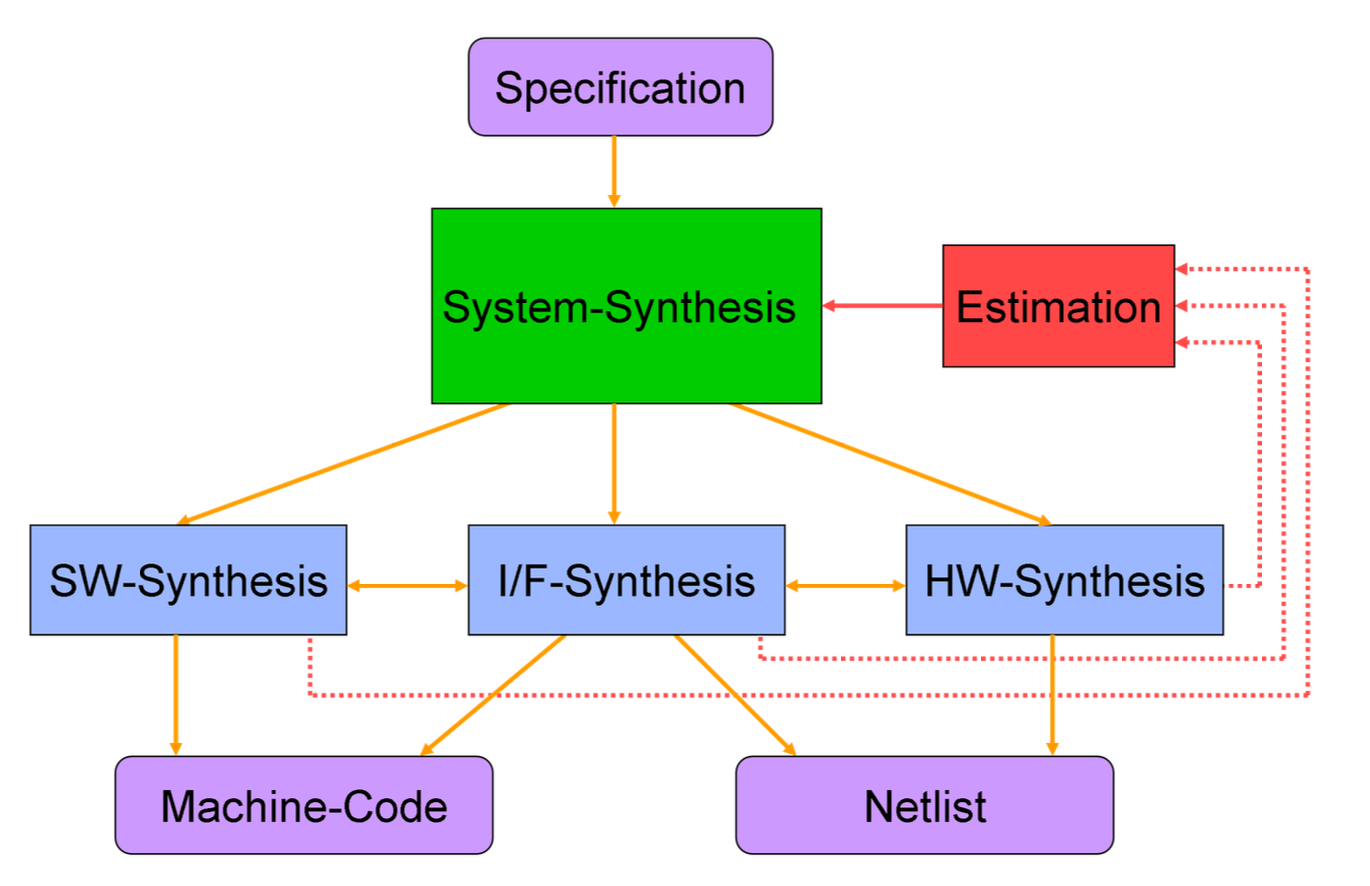 Specification
System-Synthesis
Estimation
SW-Synthesis
I/F-Synthesis
HW-Synthesis
Machine-Code
Netlist